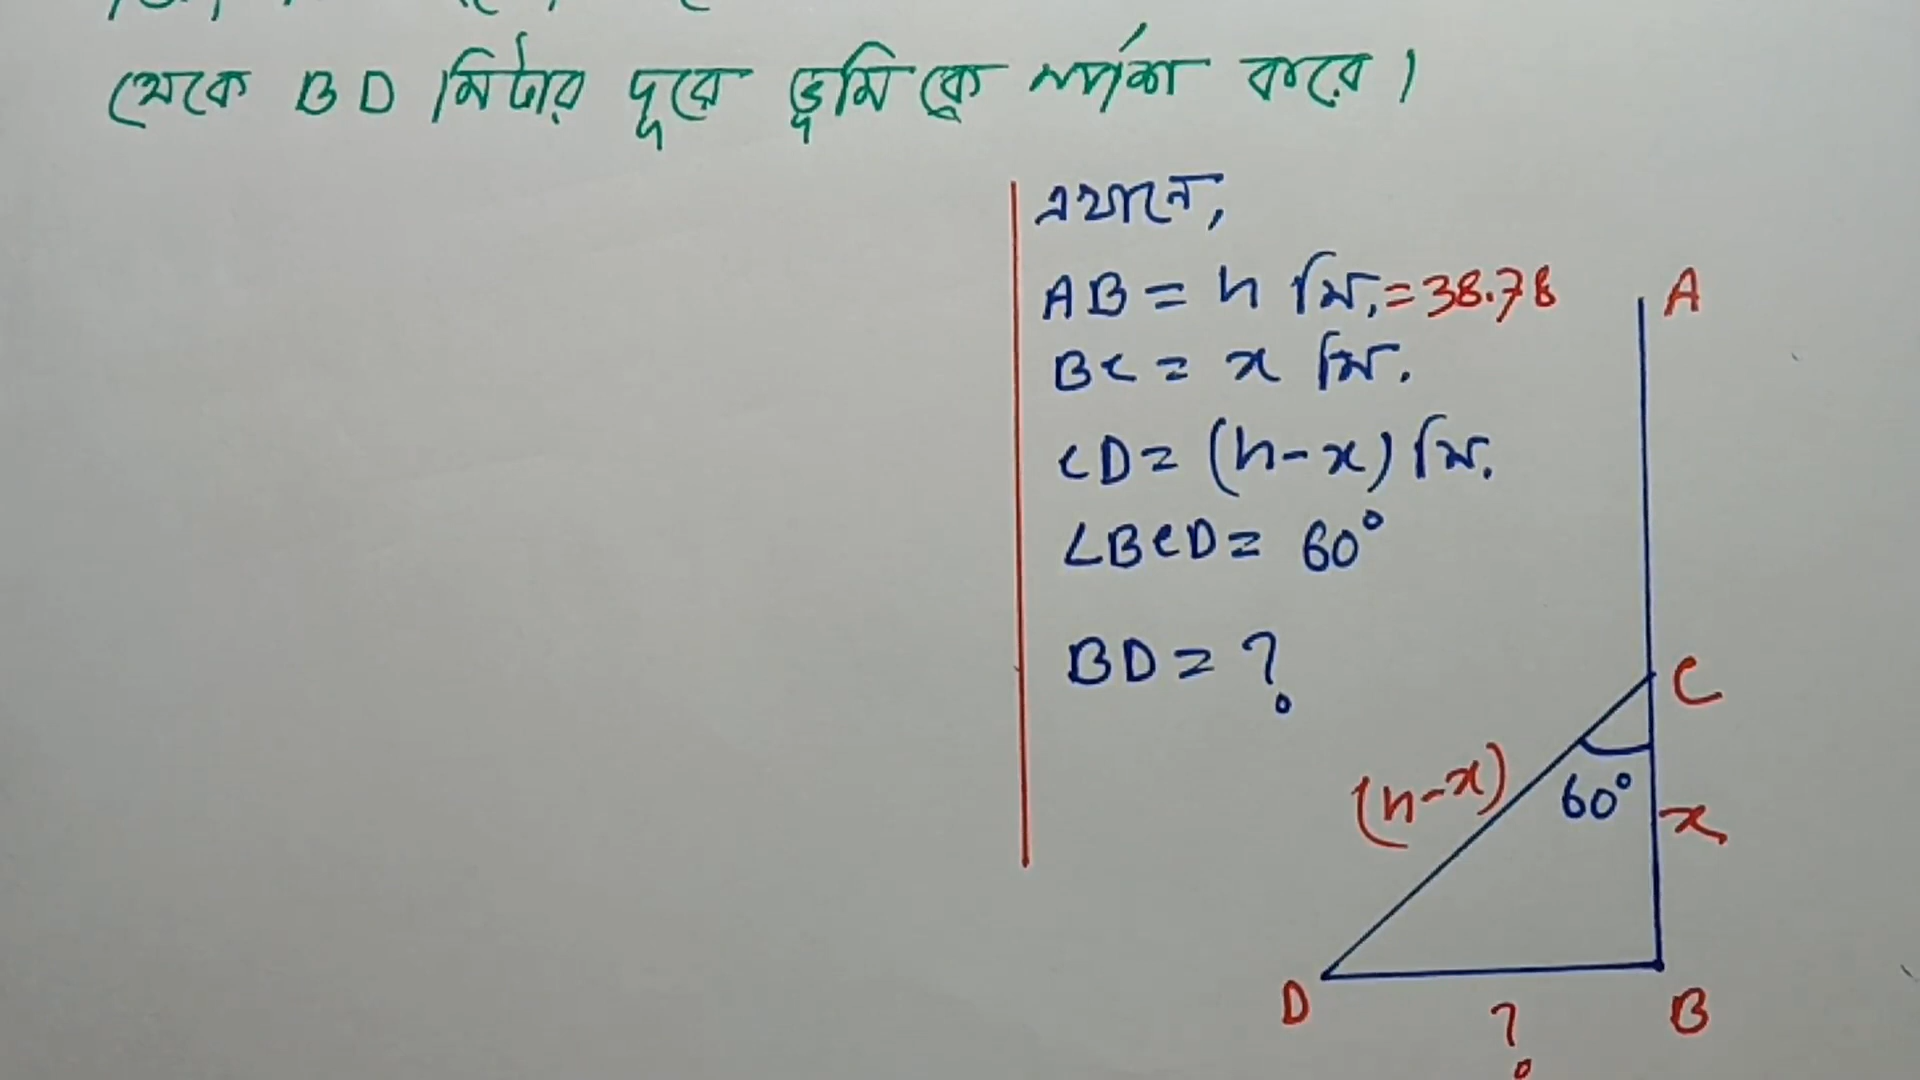 থেকে BD মিটার দূরে ভূমিকে স্পর্শ করে।
এখানে,
AB = h মি. = 38.78
BC = x মি.
CD = (h-x) মি.
∠BCD = 60°
BD = ?
A
C
(h-x)
60°
x
D
B
?